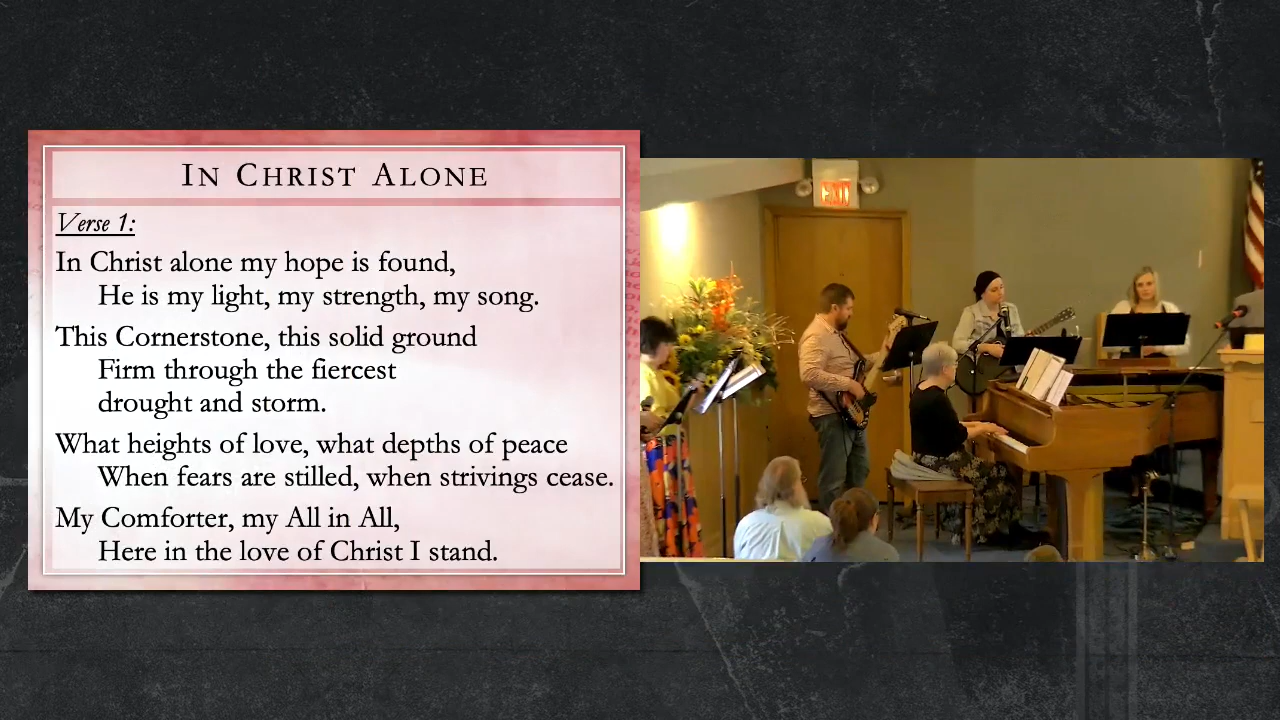 IN CHRIST ALONE
Verse 1:
In Christ alone my hope is found,
He is my light, my strength, my song.
This Cornerstone, this solid ground
Firm through the fiercest
drought and storm.
What heights of love, what depths of peace
When fears are stilled, when strivings cease.
My Comforter, my All in All,
Here in the love of Christ I stand.
EXIT